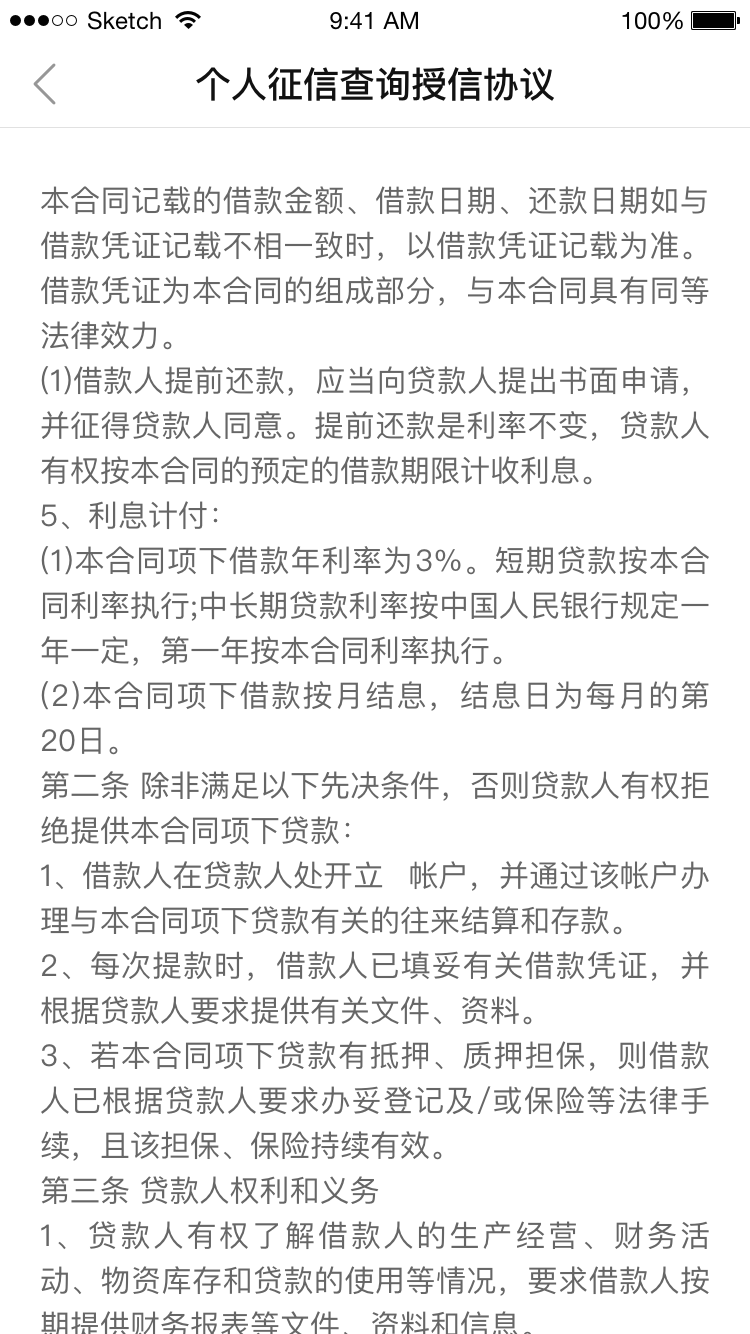 Sketch 9:41 AM 100%
个人征信查询授信协议
本合同记载的借款金额、借款日期、还款日期如与
借款凭证记载不相一致时，以借款凭证记载为准。
借款凭证为本合同的组成部分，与本合同具有同等
法律效力。
(1)借款人提前还款，应当向贷款人提出书面申请，
并征得贷款人同意。提前还款是利率不变，贷款人
有权按本合同的预定的借款期限计收利息。
5、利息计付：
(1)本合同项下借款年利率为3%。短期贷款按本合
同利率执行;中长期贷款利率按中国人民银行规定一
年一定，第一年按本合同利率执行。
(2)本合同项下借款按月结息，结息日为每月的第
20日。
第二条 除非满足以下先决条件，否则贷款人有权拒
绝提供本合同项下贷款：
1、借款人在贷款人处开立 帐户，并通过该帐户办
理与本合同项下贷款有关的往来结算和存款。
2、每次提款时，借款人已填妥有关借款凭证，并
根据贷款人要求提供有关文件、资料。
3、若本合同项下贷款有抵押、质押担保，则借款
人已根据贷款人要求办妥登记及/或保险等法律手
续，且该担保、保险持续有效。
第三条 贷款人权利和义务
1、贷款人有权了解借款人的生产经营、财务活
动、物资库存和贷款的使用等情况，要求借款人按
期提供财务报表等文件、资料和信息。